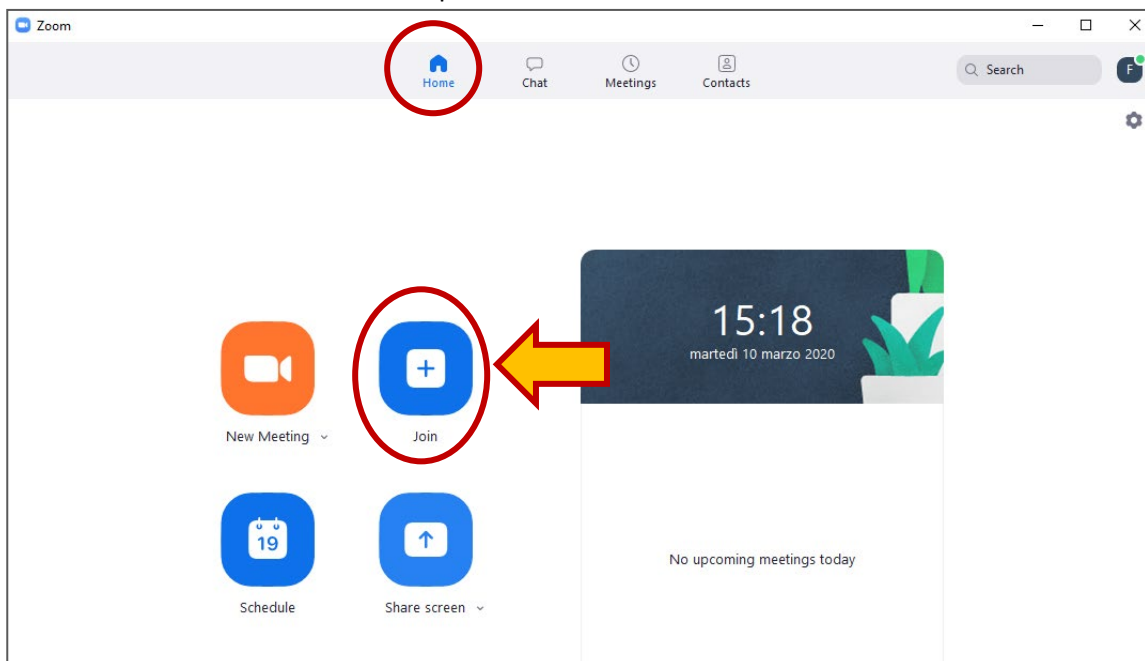 Zoom
Home
Chat
Meetings
Contacts
Search
F
15:18
martedì 10 marzo 2020
New Meeting
Join
19
Schedule
Share screen
No upcoming meetings today